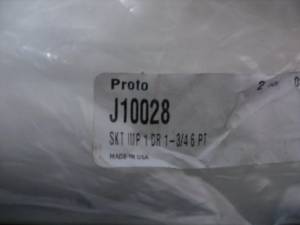 Proto
J10028
SKT IMP 1 DR 1-3/4 6 PT
MADE IN USA